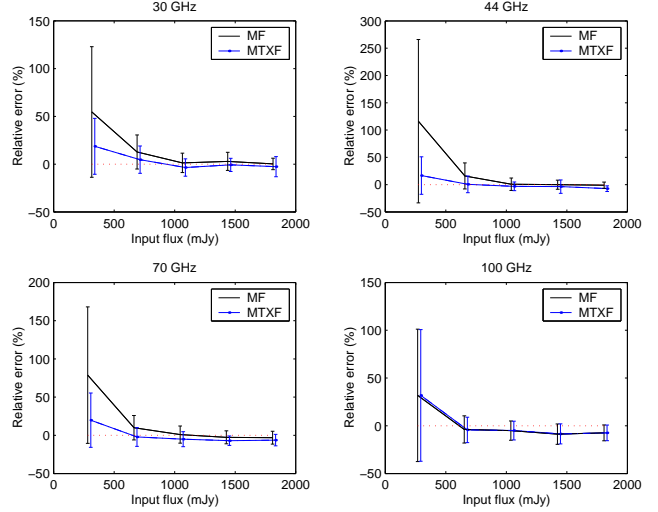 30 GHz
150
100
50
0
−50
Relative error (%)
MF
MTXF
0
500
1000
1500
2000
Input flux (mJy)
44 GHz
300
250
200
150
100
50
0
−50
Relative error (%)
MF
MTXF
0
500
1000
1500
2000
Input flux (mJy)
70 GHz
200
150
100
50
0
−50
Relative error (%)
MF
MTXF
0
500
1000
1500
2000
Input flux (mJy)
100 GHz
150
100
50
0
−50
Relative error (%)
MF
MTXF
0
500
1000
1500
2000
Input flux (mJy)